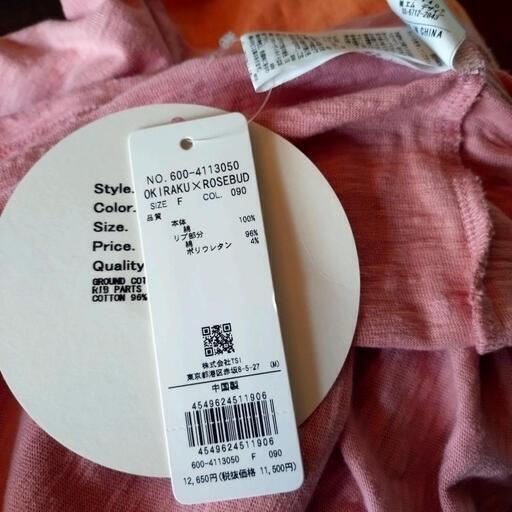 Style.
Color.
Size.
Price.
Quality
GROUND COT
RIB PARTS
COTTON 96%
NO. 600-4113050
OKIRAKU×ROSEBUD
SIZE F COL. 090
品質
本体
綿 100%
リブ部分
綿 96%
ポリウレタン 4%
株式会社TSI
東京都港区赤坂8-5-27 (M)
中国製
4549624511906
4549624511906
600-4113050 F 090
12,650円(税抜価格 11,500円)
CHINA